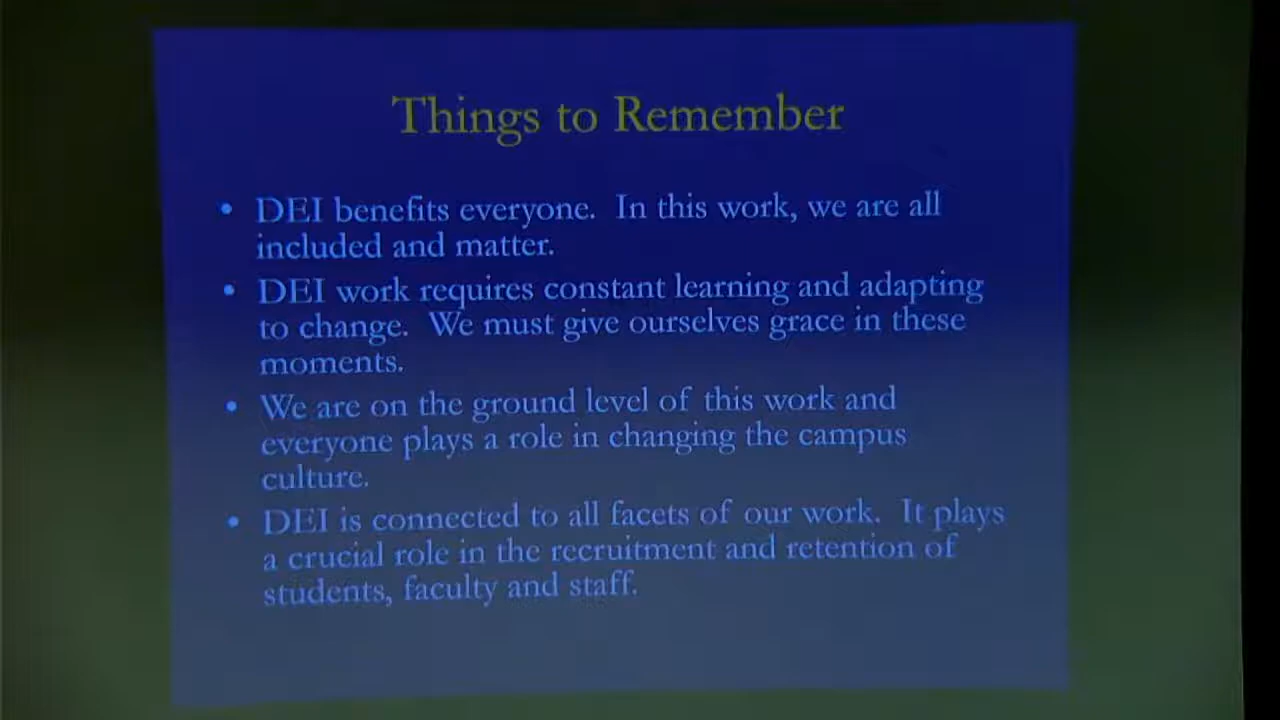 Things to Remember
• DEI benefits everyone.  In this work, we are all
included and matter.
• DEI work requires constant learning and adapting
to change.  We must give ourselves grace in these
moments.
• We are on the ground level of this work and
everyone plays a role in changing the campus
culture.
• DEI is connected to all facets of our work.  It plays
a crucial role in the recruitment and retention of
students, faculty and staff.